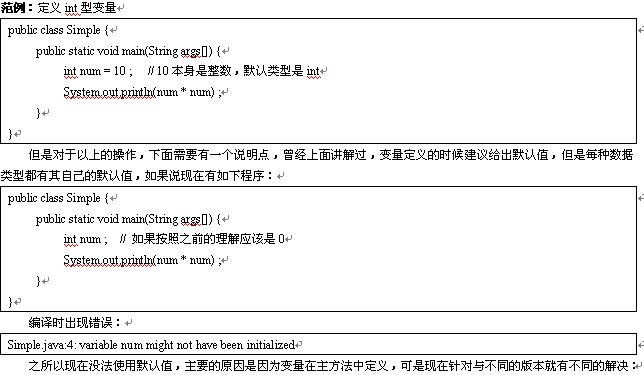 范例：定义 int 型变量
public class Simple {
public static void main(String args[]) {
int num = 10 ; // 10 本身是整数，默认类型是 int
System.out.println(num * num) ;
}
}
但是对于以上的操作，下面需要有一个说明点，曾经上面讲解过，变量定义的时候建议给出默认值，但是每种数据
类型都有其自己的默认值，如果说现在有如下程序：
public class Simple {
public static void main(String args[]) {
int num ; // 如果按照之前的理解应该是 0
System.out.println(num * num) ;
}
}
编译时出现错误：
Simple.java:4: variable num might not have been initialized
之所以现在没法使用默认值，主要的原因是因为变量在主方法中定义，可是现在针对与不同的版本就有不同的解决：